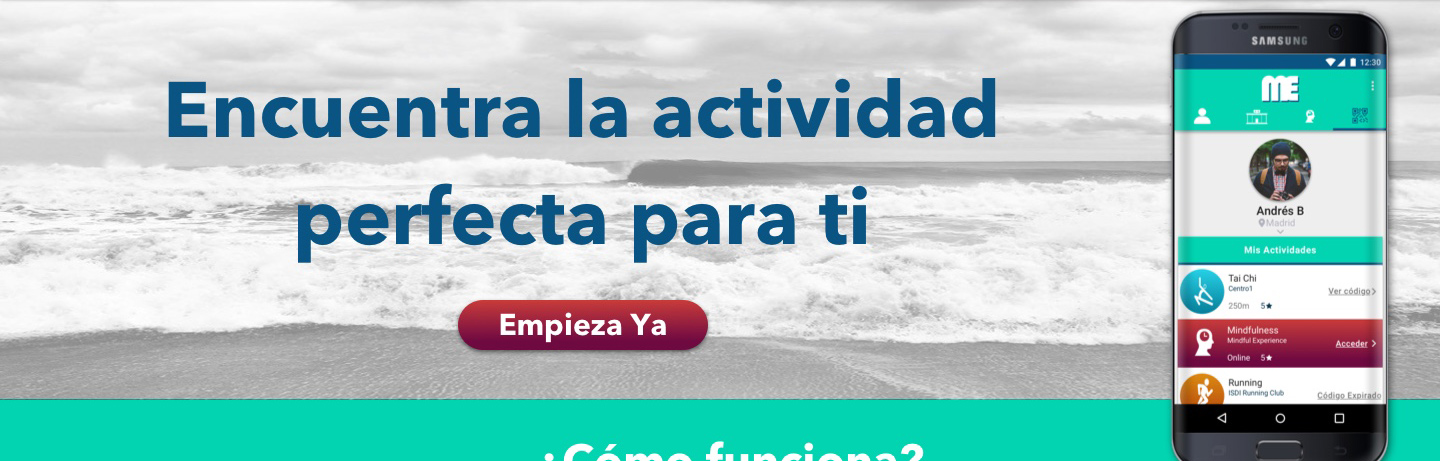 Encuentra la actividad
perfecta para ti
Empieza Ya
¿Cómo funciona?
SAMSUNG
12:30
ME
Andrés B
Madrid
Mis Actividades
Tai Chi
Centro1
Ver código
250m 5★
Mindfulness
Mindful Experience
Acceder
Online 5★
Running
ISDI Running Club
Código Expirado